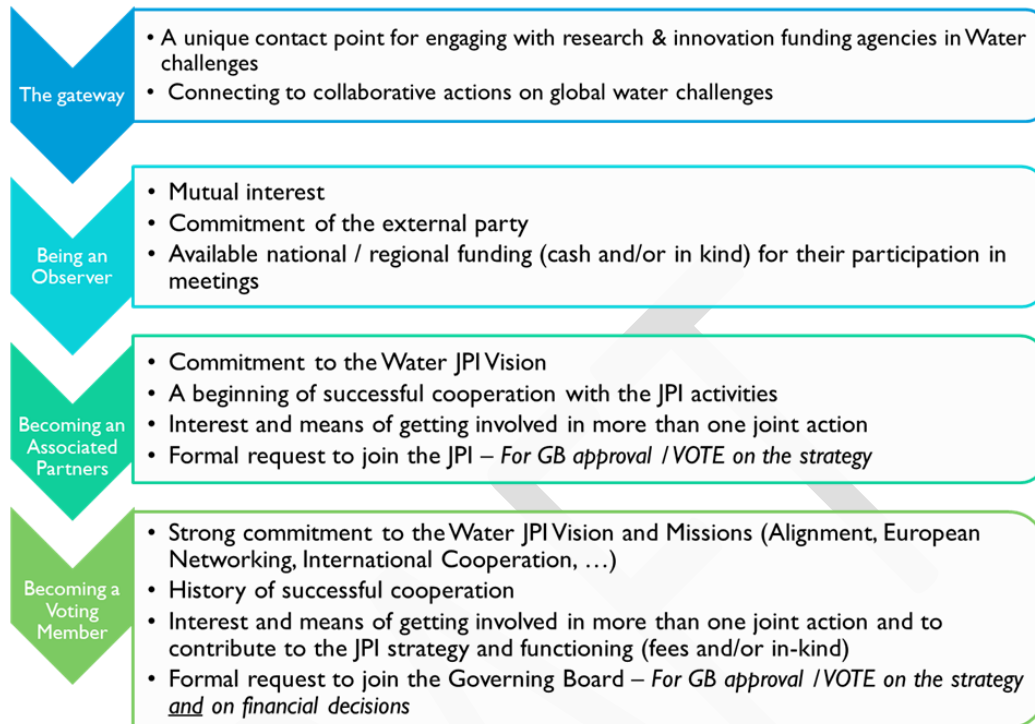 The gateway
• A unique contact point for engaging with research & innovation funding agencies in Water
challenges
• Connecting to collaborative actions on global water challenges
Being an
Observer
• Mutual interest
• Commitment of the external party
• Available national / regional funding (cash and/or in kind) for their participation in
meetings
Becoming an
Associated
Partners
• Commitment to the Water JPI Vision
• A beginning of successful cooperation with the JPI activities
• Interest and means of getting involved in more than one joint action
• Formal request to join the JPI – For GB approval / VOTE on the strategy
Becoming a
Voting
Member
• Strong commitment to the Water JPI Vision and Missions (Alignment, European
Networking, International Cooperation, …)
• History of successful cooperation
• Interest and means of getting involved in more than one joint action and to
contribute to the JPI strategy and functioning (fees and/or in-kind)
• Formal request to join the Governing Board – For GB approval / VOTE on the strategy
and on financial decisions